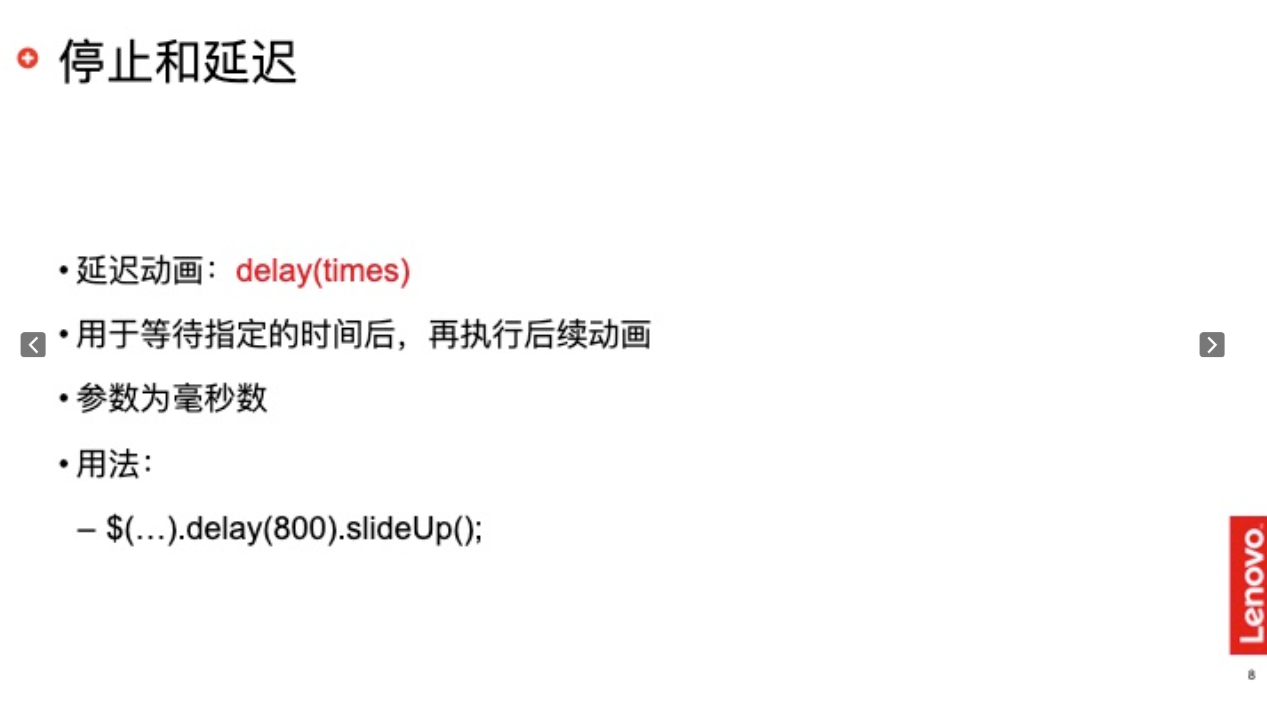 停止和延迟
• 延迟动画：delay(times)
• 用于等待指定的时间后，再执行后续动画
• 参数为毫秒数
• 用法：
– $(…).delay(800).slideUp();
Lenovo.
8